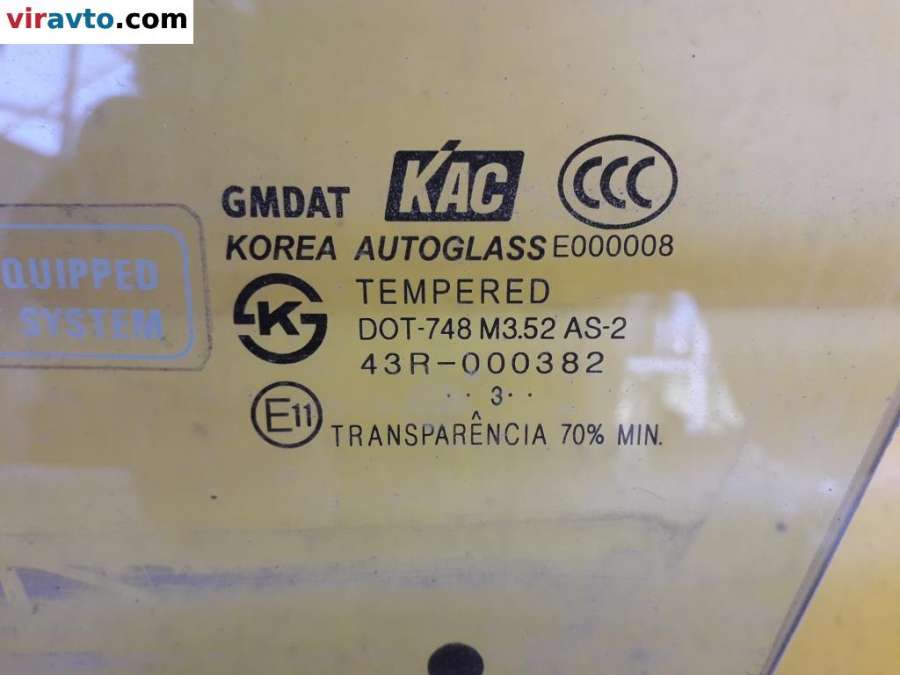 viravto.com
GMDAT KAC CCC
KOREA AUTOGLASS E000008
QUIPPED
SYSTEM
K
TEMPERED
DOT-748 M3.52 AS-2
43R-000382
·· 3 ··
E11
TRANSPARÊNCIA 70% MIN.